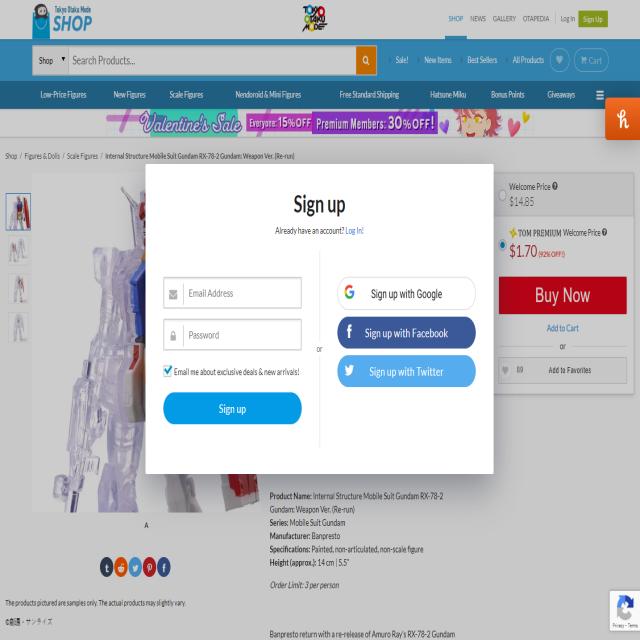 Tokyo Otaku Mode
SHOP
TOKYO OTAKU MODE!
SHOP NEWS GALLERY OTAPEDIA Log In Sign Up
Shop Search Products... Sale! New Items Best Sellers All Products Cart
Low-Price Figures New Figures Scale Figures Nendoroid & Mini Figures Free Standard Shipping Hatsune Miku Bonus Points Giveaways
Valentine's Sale Everyone: 15%OFF Premium Members: 30%OFF!
Shop / Figures & Dolls / Scale Figures / Internal Structure Mobile Suit Gundam RX-78-2 Gundam: Weapon Ver. (Re-run)
Welcome Price
$14.85
TOM PREMIUM Welcome Price
$1.70 (92% OFF!)
Buy Now
Add to Cart
or
89 Add to Favorites
Sign up
Already have an account? Log In!
Email Address
Password
Email me about exclusive deals & new arrivals!
Sign up
or
Sign up with Google
Sign up with Facebook
Sign up with Twitter
A
Product Name: Internal Structure Mobile Suit Gundam RX-78-2
Gundam: Weapon Ver. (Re-run)
Series: Mobile Suit Gundam
Manufacturer: Banpresto
Specifications: Painted, non-articulated, non-scale figure
Height (approx.): 14 cm | 5.5"
Order Limit: 3 per person
The products pictured are samples only. The actual products may slightly vary.
©創通・サンライズ
Banpresto return with a re-release of Amuro Ray's RX-78-2 Gundam
Privacy - Terms